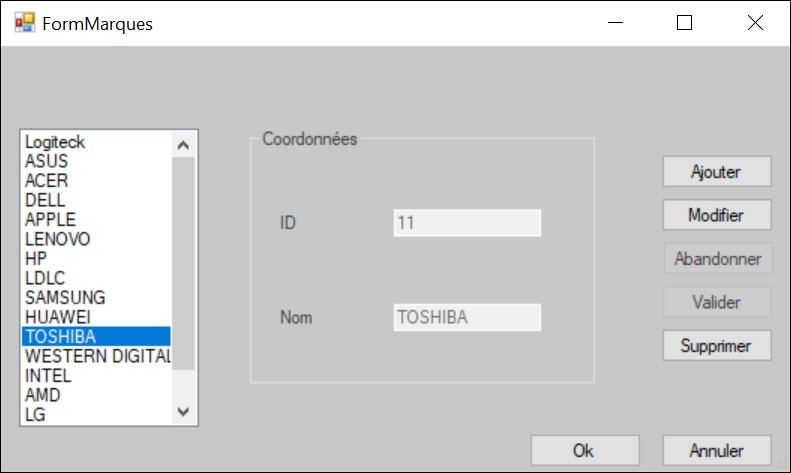 FormMarques
Logiteck
ASUS
ACER
DELL
APPLE
LENOVO
HP
LDLC
SAMSUNG
HUAWEI
TOSHIBA
WESTERN DIGITAL
INTEL
AMD
LG
Coordonnées
ID
11
Nom
TOSHIBA
Ajouter
Modifier
Abandonner
Valider
Supprimer
Ok
Annuler